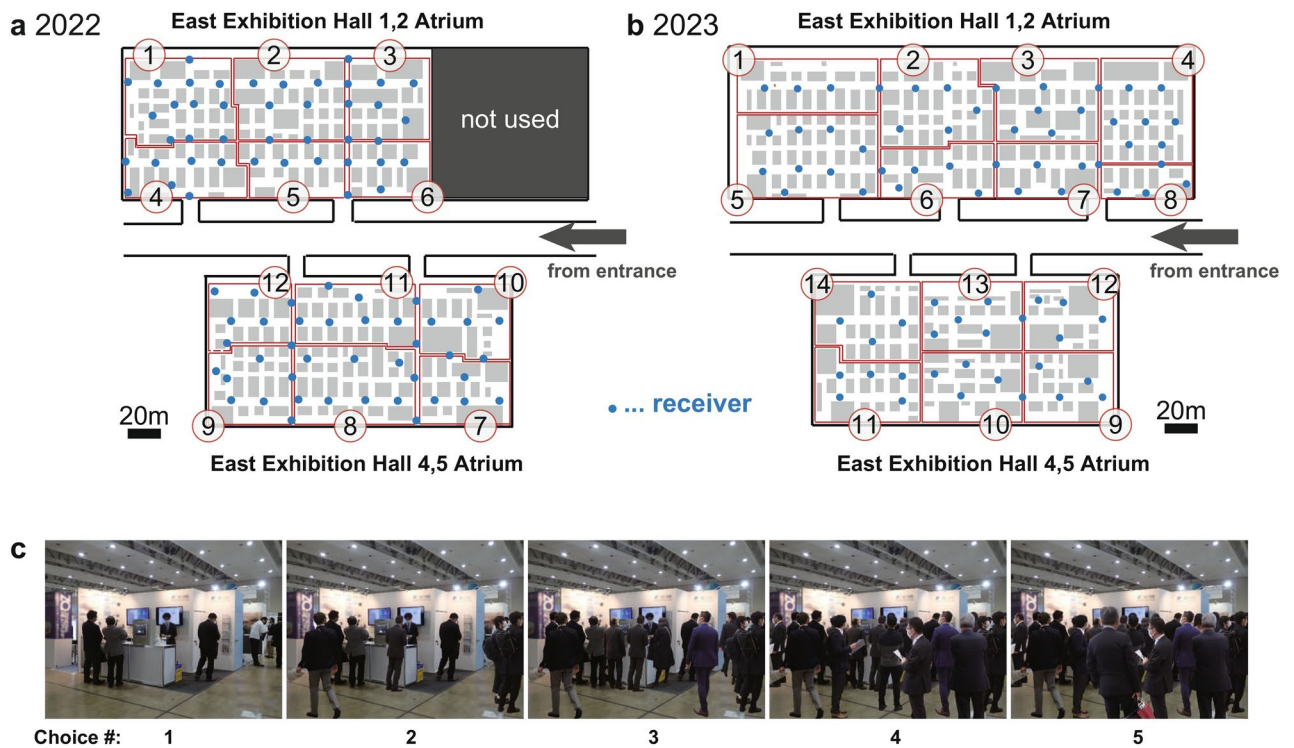 a 2022
East Exhibition Hall 1,2 Atrium
1
2
3
not used
4
5
6
from entrance
12
11
10
9
8
7
20m
East Exhibition Hall 4,5 Atrium
b 2023
East Exhibition Hall 1,2 Atrium
1
2
3
4
5
6
7
8
from entrance
14
13
12
11
10
9
20m
East Exhibition Hall 4,5 Atrium
... receiver
c
Choice #: 1 2 3 4 5